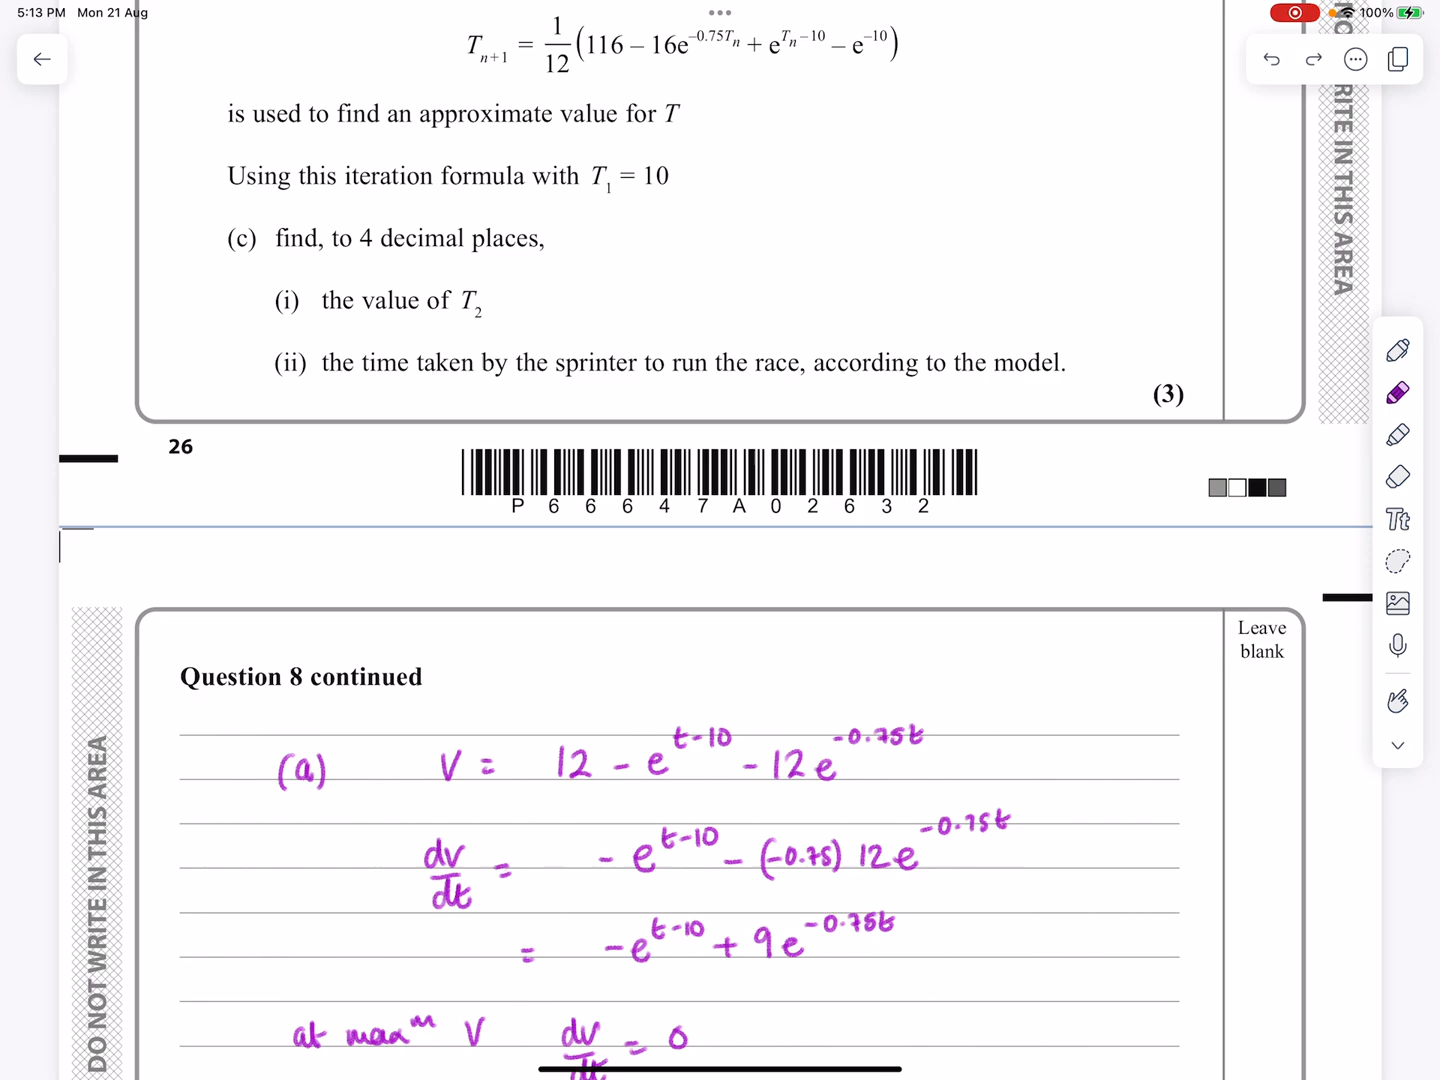 5:13 PM Mon 21 Aug
100%
T_{n+1} = \frac{1}{12}(116 – 16e^{–0.75T_n} + e^{T_n–10} – e^{–10})
is used to find an approximate value for T
Using this iteration formula with T_1 = 10
(c) find, to 4 decimal places,
(i) the value of T_2
(ii) the time taken by the sprinter to run the race, according to the model.
(3)
RITE IN THIS AREA
26
P 6 6 6 4 7 A 0 2 6 3 2
Tt
Leave
blank
Question 8 continued
(a) V = 12 - e^{t-10} - 12e^{-0.75t}
\frac{dv}{dt} = - e^{t-10} - (-0.75) 12e^{-0.75t}
= -e^{t-10} + 9e^{-0.75t}
at max^m V \frac{dv}{dt} = 0
DO NOT WRITE IN THIS AREA